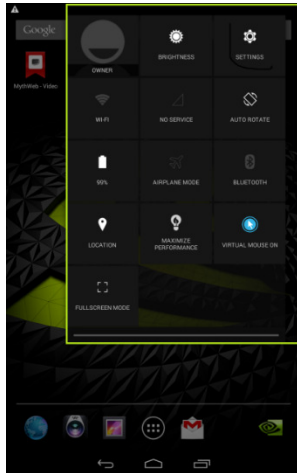 Google
OWNER
BRIGHTNESS
SETTINGS
MythWeb - Video
WI-FI
NO SERVICE
AUTO ROTATE
99%
AIRPLANE MODE
BLUETOOTH
LOCATION
MAXIMIZE
PERFORMANCE
VIRTUAL MOUSE ON
FULLSCREEN MODE